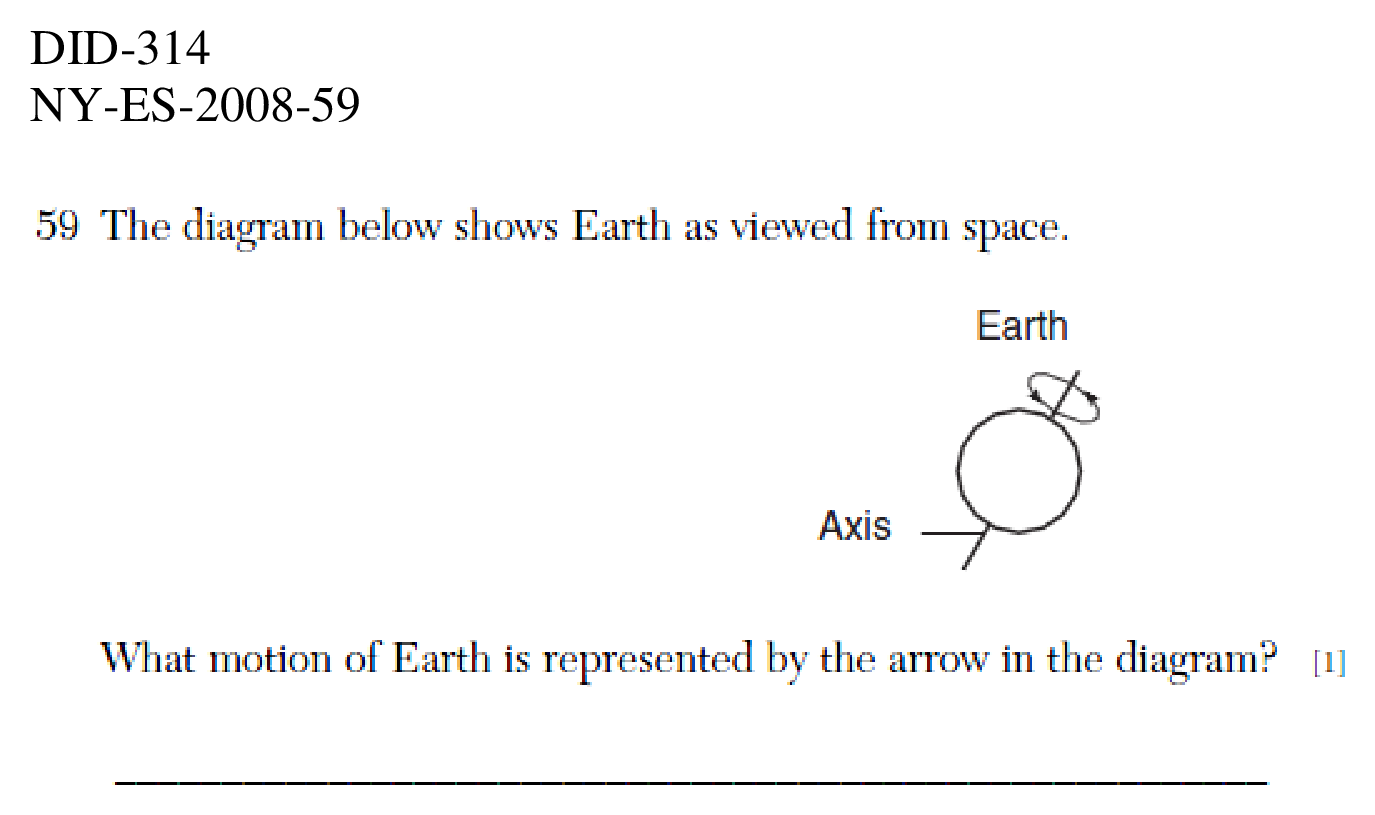 DID-314
NY-ES-2008-59
59 The diagram below shows Earth as viewed from space.
Earth
Axis
What motion of Earth is represented by the arrow in the diagram? [1]